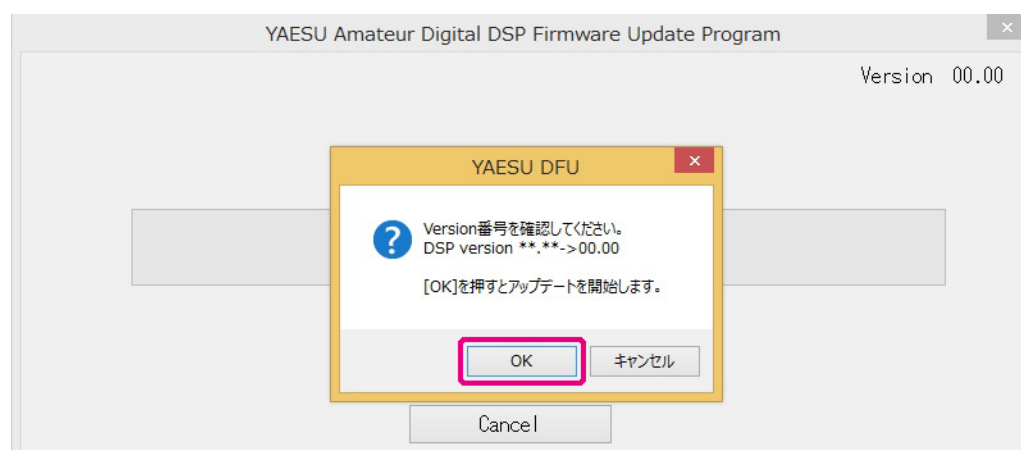 YAESU Amateur Digital DSP Firmware Update Program
Version 00.00
YAESU DFU
Version番号を確認してください。
DSP version **.**->00.00
[OK]を押すとアップデートを開始します。
OK
キャンセル
Cancel